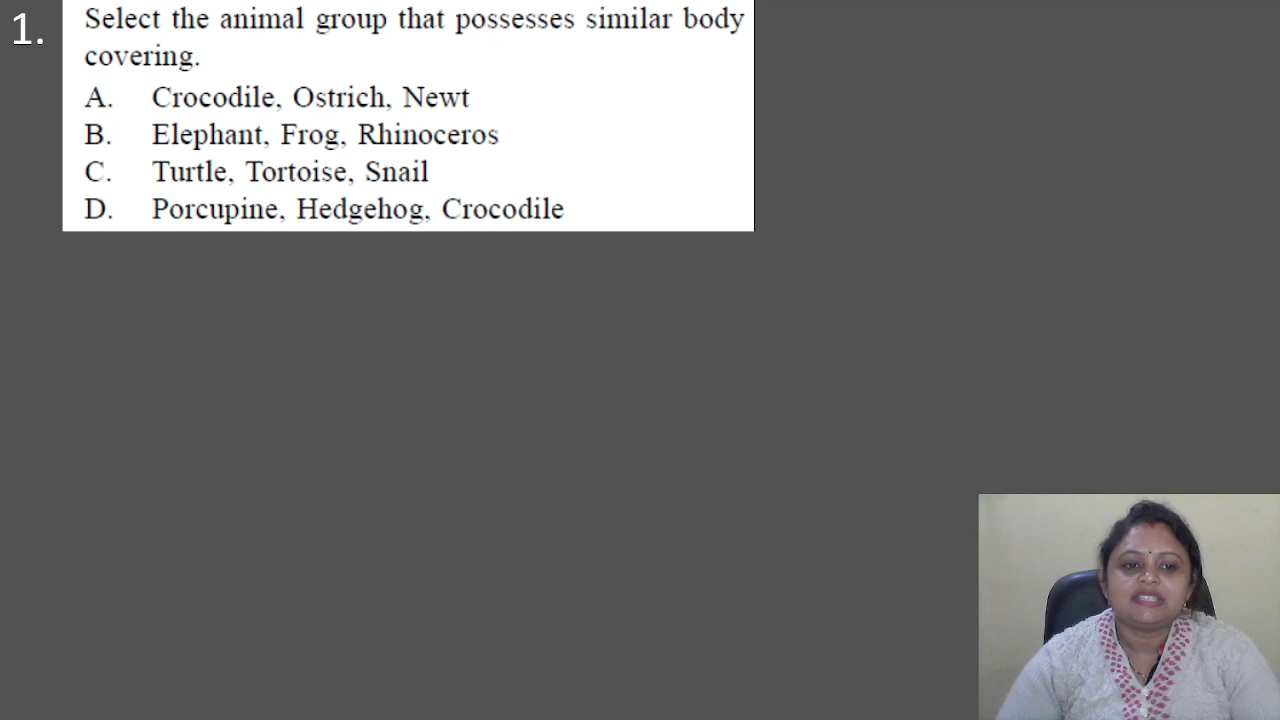 1.
Select the animal group that possesses similar body
covering.
A. Crocodile, Ostrich, Newt
B. Elephant, Frog, Rhinoceros
C. Turtle, Tortoise, Snail
D. Porcupine, Hedgehog, Crocodile